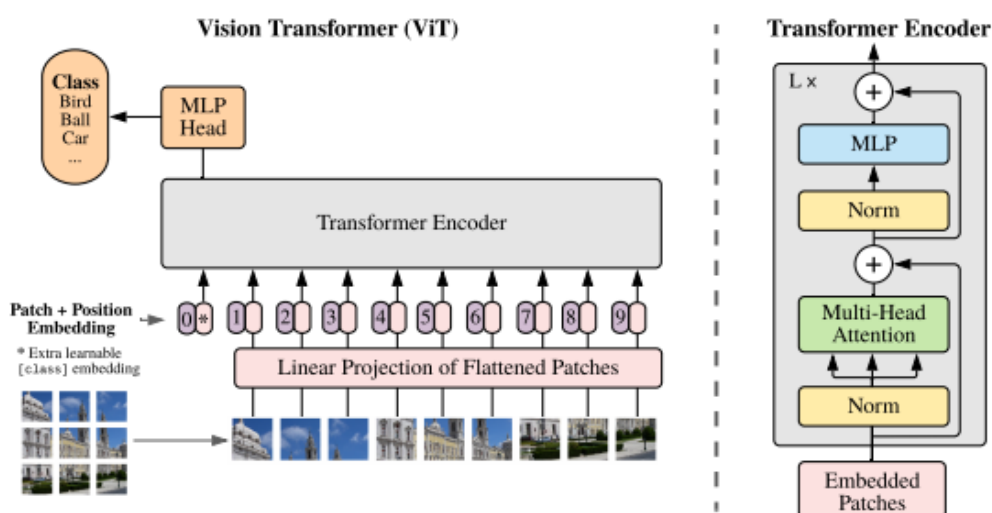 Vision Transformer (ViT)
Class
Bird
Ball
Car
...
MLP
Head
Transformer Encoder
Patch + Position
Embedding
0 * 1 2 3 4 5 6 7 8 9
* Extra learnable
[class] embedding
Linear Projection of Flattened Patches
Transformer Encoder
L ×
+
MLP
Norm
+
Multi-Head
Attention
Norm
Embedded
Patches